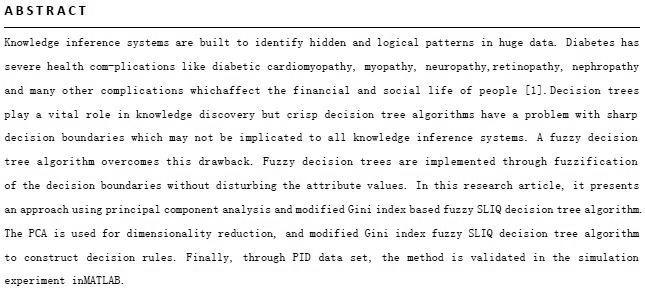 ABSTRACT
Knowledge inference systems are built to identify hidden and logical patterns in huge data. Diabetes has
severe health com-plications like diabetic cardiomyopathy, myopathy, neuropathy,retinopathy, nephropathy
and many other complications whichaffect the financial and social life of people [1].Decision trees
play a vital role in knowledge discovery but crisp decision tree algorithms have a problem with sharp
decision boundaries which may not be implicated to all knowledge inference systems. A fuzzy decision
tree algorithm overcomes this drawback. Fuzzy decision trees are implemented through fuzzification
of the decision boundaries without disturbing the attribute values. In this research article, it presents
an approach using principal component analysis and modified Gini index based fuzzy SLIQ decision tree algorithm.
The PCA is used for dimensionality reduction, and modified Gini index fuzzy SLIQ decision tree algorithm
to construct decision rules. Finally, through PID data set, the method is validated in the simulation
experiment inMATLAB.